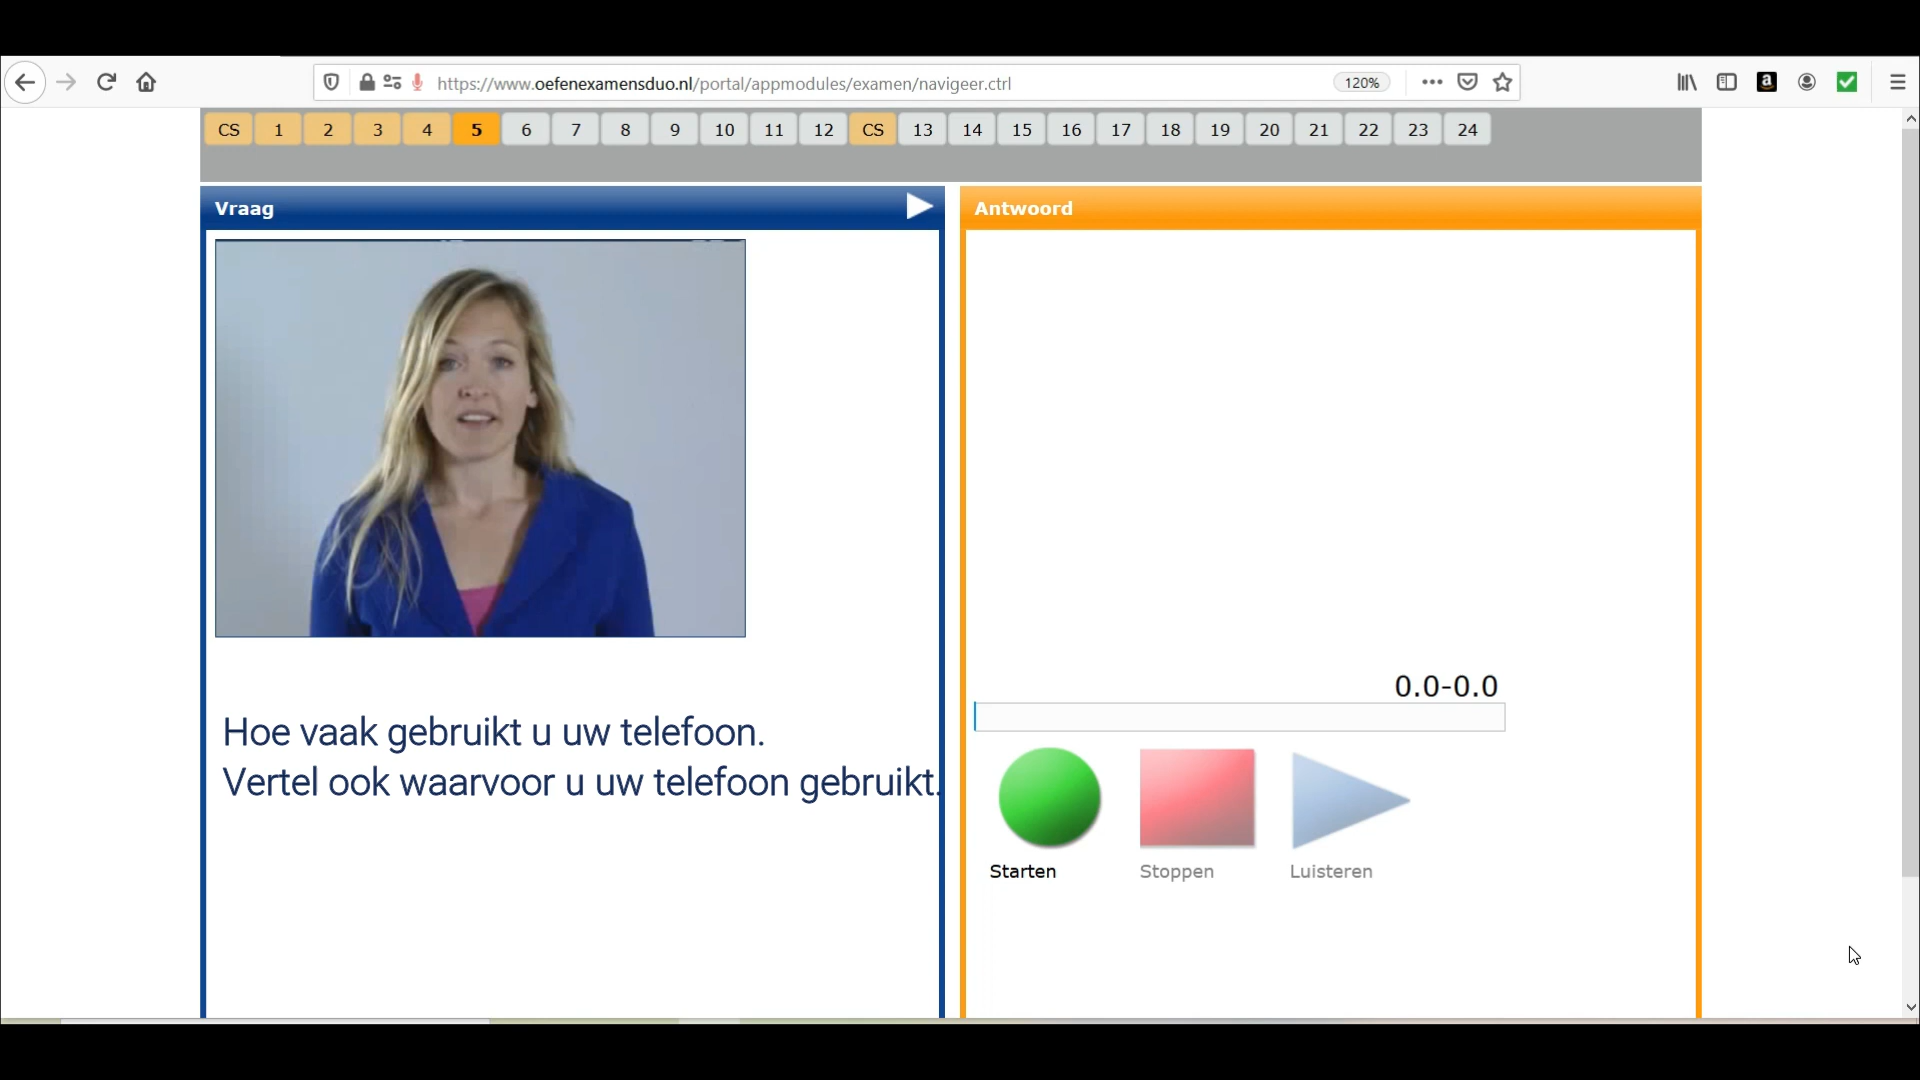 https://www.oefenexamensduo.nl/portal/appmodules/examen/navigeer.ctrl
120%
CS 1 2 3 4 5 6 7 8 9 10 11 12 CS 13 14 15 16 17 18 19 20 21 22 23 24
Vraag
Antwoord
Hoe vaak gebruikt u uw telefoon.
Vertel ook waarvoor u uw telefoon gebruikt.
0.0-0.0
Starten
Stoppen
Luisteren